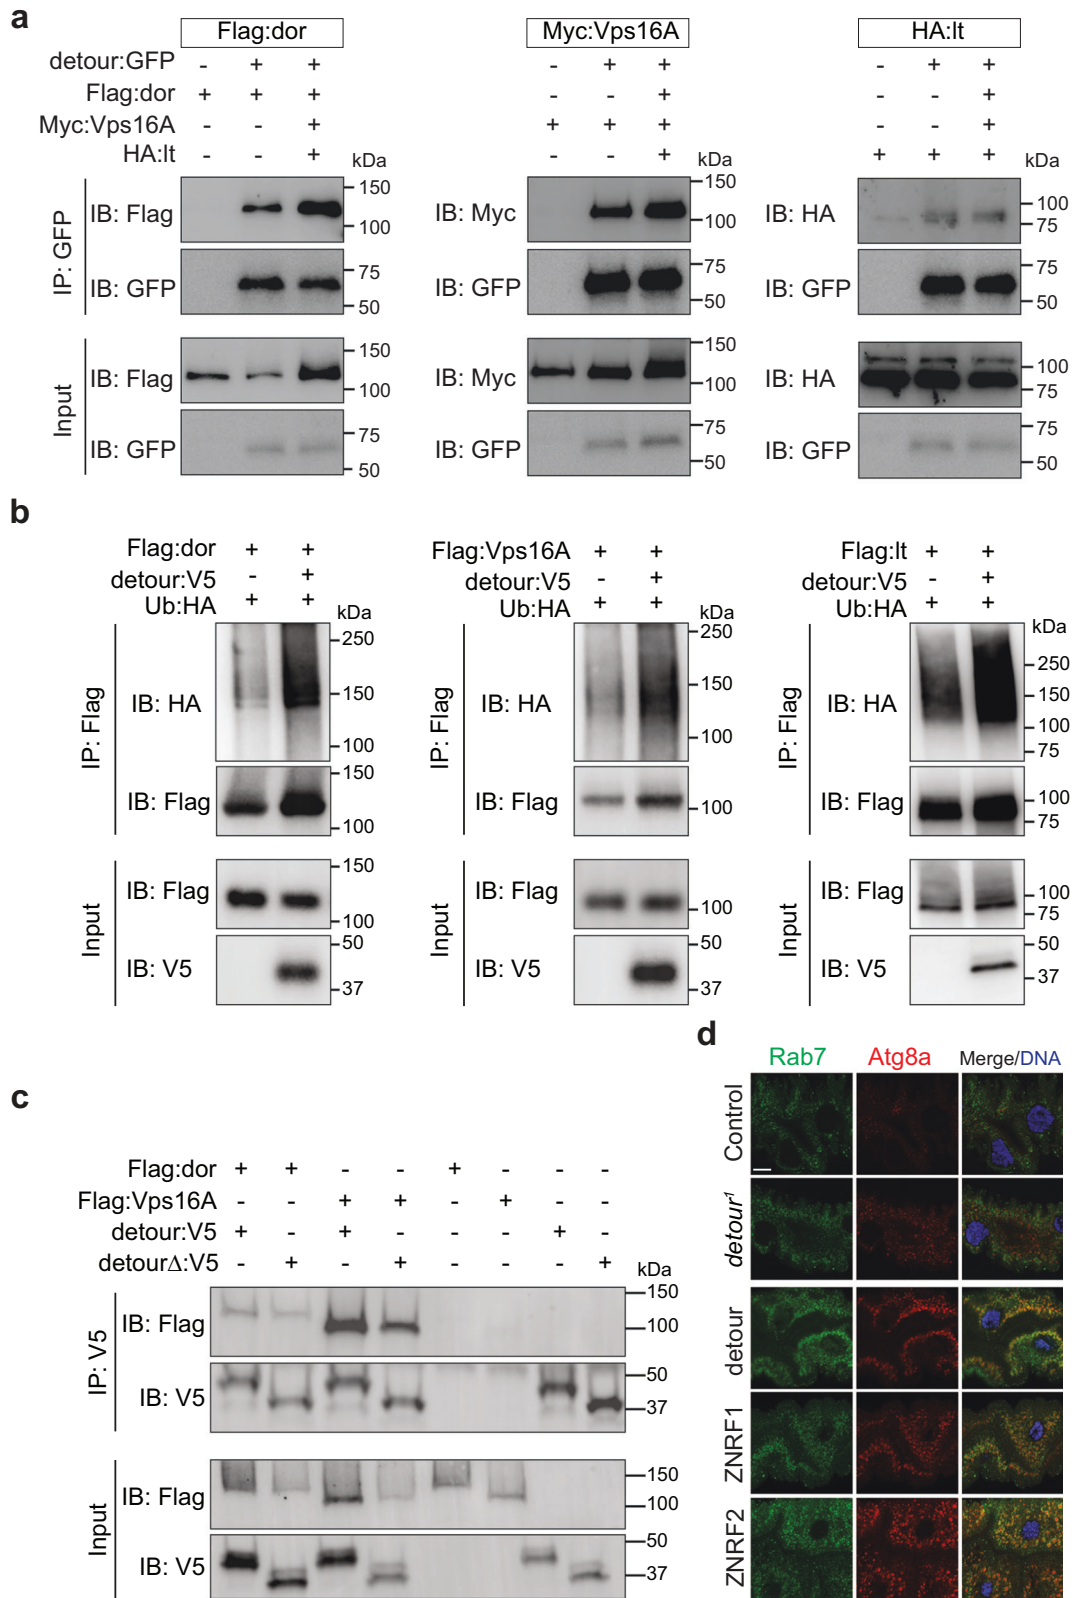 a
Flag:dor
Myc:Vps16A
HA:lt
detour:GFP - + + - + + - + +
Flag:dor + + + - - + - - +
Myc:Vps16A - - + + + + - - +
HA:lt - - + - - + + + +
kDa
kDa
kDa
IP: GFP
IB: Flag
150
100
IB: Myc
150
100
IB: HA
100
75
IB: GFP
75
50
IB: GFP
75
50
IB: GFP
75
50
Input
IB: Flag
150
100
IB: Myc
150
100
IB: HA
100
75
IB: GFP
75
50
IB: GFP
75
50
IB: GFP
75
50
b
Flag:dor + +
detour:V5 - +
Ub:HA + +
kDa
IP: Flag
IB: HA
250
150
100
IB: Flag
150
100
Input
IB: Flag
150
100
IB: V5
50
37
Flag:Vps16A + +
detour:V5 - +
Ub:HA + +
kDa
IP: Flag
IB: HA
250
150
100
IB: Flag
100
Input
IB: Flag
100
IB: V5
50
37
Flag:lt + +
detour:V5 - +
Ub:HA + +
kDa
IP: Flag
IB: HA
250
150
100
75
IB: Flag
100
75
Input
IB: Flag
100
75
IB: V5
50
37
c
Flag:dor + + - - + - - -
Flag:Vps16A - - + + - + - -
detour:V5 + - + - - - + -
detourΔ:V5 - + - + - - - +
kDa
IP: V5
IB: Flag
150
100
IB: V5
50
37
Input
IB: Flag
150
100
IB: V5
50
37
d
Rab7 Atg8a Merge/DNA
Control
detour¹
detour
ZNRF1
ZNRF2